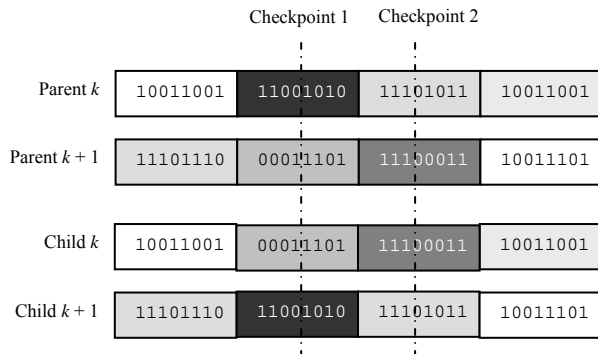 Checkpoint 1 Checkpoint 2
Parent k 10011001 11001010 11101011 10011001
Parent k + 1 11101110 00011101 11100011 10011101
Child k 10011001 00011101 11100011 10011001
Child k + 1 11101110 11001010 11101011 10011101